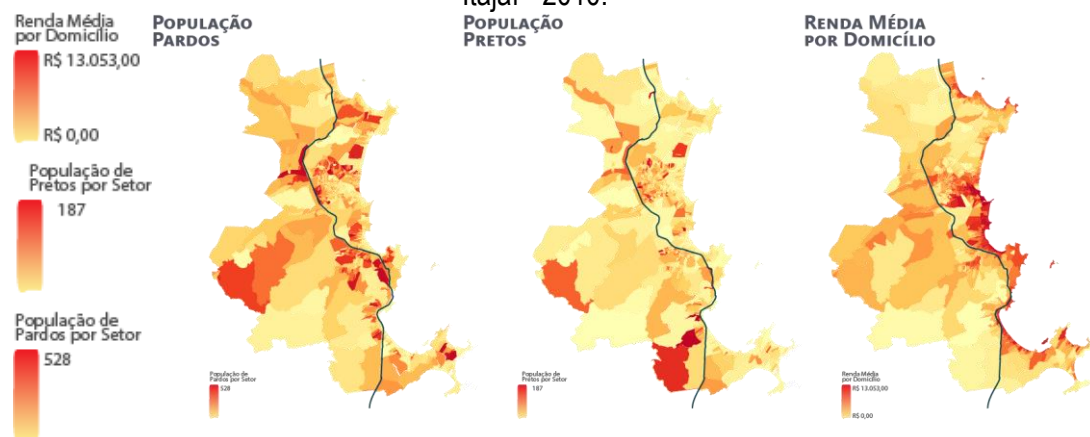 Itajaí - 2010.
Renda Média
por Domicílio
R$ 13.053,00
R$ 0,00
População de
Pretos por Setor
187
População de
Pardos por Setor
528
POPULAÇÃO
PARDOS
População de
Pardos por Setor
528
POPULAÇÃO
PRETOS
População de
Pretos por Setor
187
RENDA MÉDIA
POR DOMICÍLIO
Renda Média
por Domicílio
R$ 13.053,00
R$ 0,00